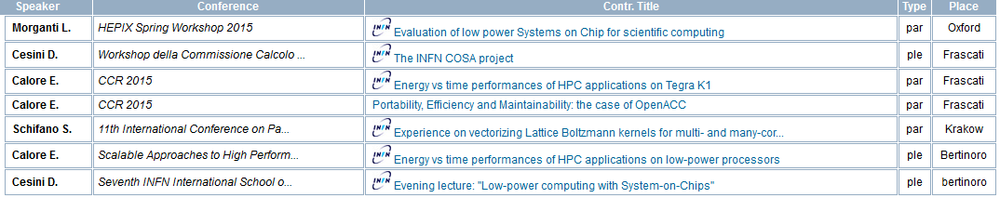 Speaker Conference Contr. Title Type Place
Morganti L. HEPIX Spring Workshop 2015 INFN Evaluation of low power Systems on Chip for scientific computing par Oxford
Cesini D. Workshop della Commissione Calcolo ... INFN The INFN COSA project ple Frascati
Calore E. CCR 2015 INFN Energy vs time performances of HPC applications on Tegra K1 par Frascati
Calore E. CCR 2015 Portability, Efficiency and Maintainability: the case of OpenACC par Frascati
Schifano S. 11th International Conference on Pa... INFN Experience on vectorizing Lattice Boltzmann kernels for multi- and many-cor... par Krakow
Calore E. Scalable Approaches to High Perform... INFN Energy vs time performances of HPC applications on low-power processors ple Bertinoro
Cesini D. Seventh INFN International School o... INFN Evening lecture: "Low-power computing with System-on-Chips" ple bertinoro